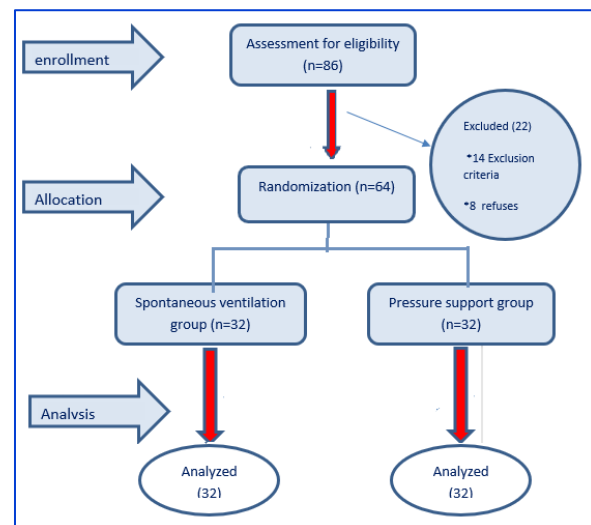 enrollment
Assessment for eligibility
(n=86)
Excluded (22)
*14 Exclusion
criteria
*8 refuses
Allocation
Randomization (n=64)
Spontaneous ventilation
group (n=32)
Pressure support group
(n=32)
Analysis
Analyzed
(32)
Analyzed
(32)